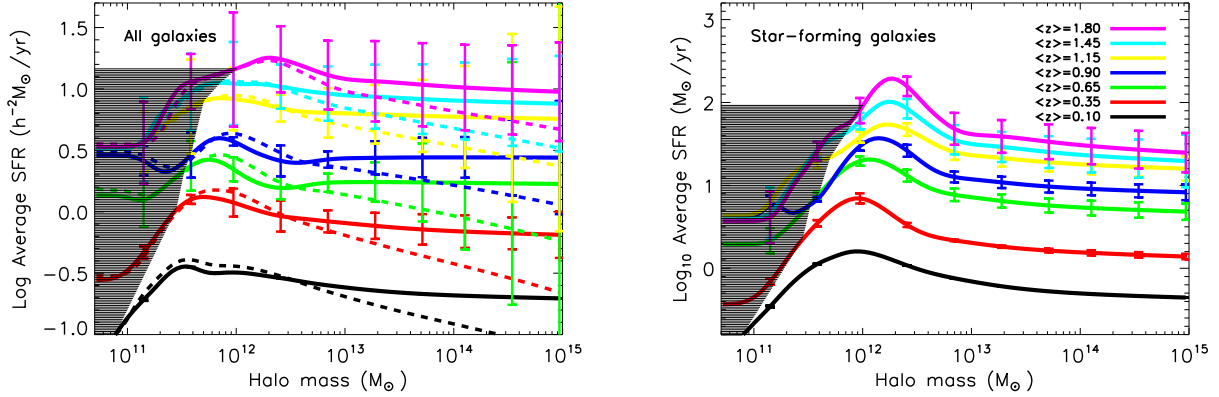 All galaxies
Log Average SFR (h⁻²M⊙/yr)
1.5
1.0
0.5
0.0
−0.5
−1.0
10¹¹ 10¹² 10¹³ 10¹⁴ 10¹⁵
Halo mass (M⊙)
Star−forming galaxies
<z>=1.80
<z>=1.45
<z>=1.15
<z>=0.90
<z>=0.65
<z>=0.35
<z>=0.10
Log₁₀ Average SFR (M⊙/yr)
3
2
1
0
10¹¹ 10¹² 10¹³ 10¹⁴ 10¹⁵
Halo mass (M⊙)